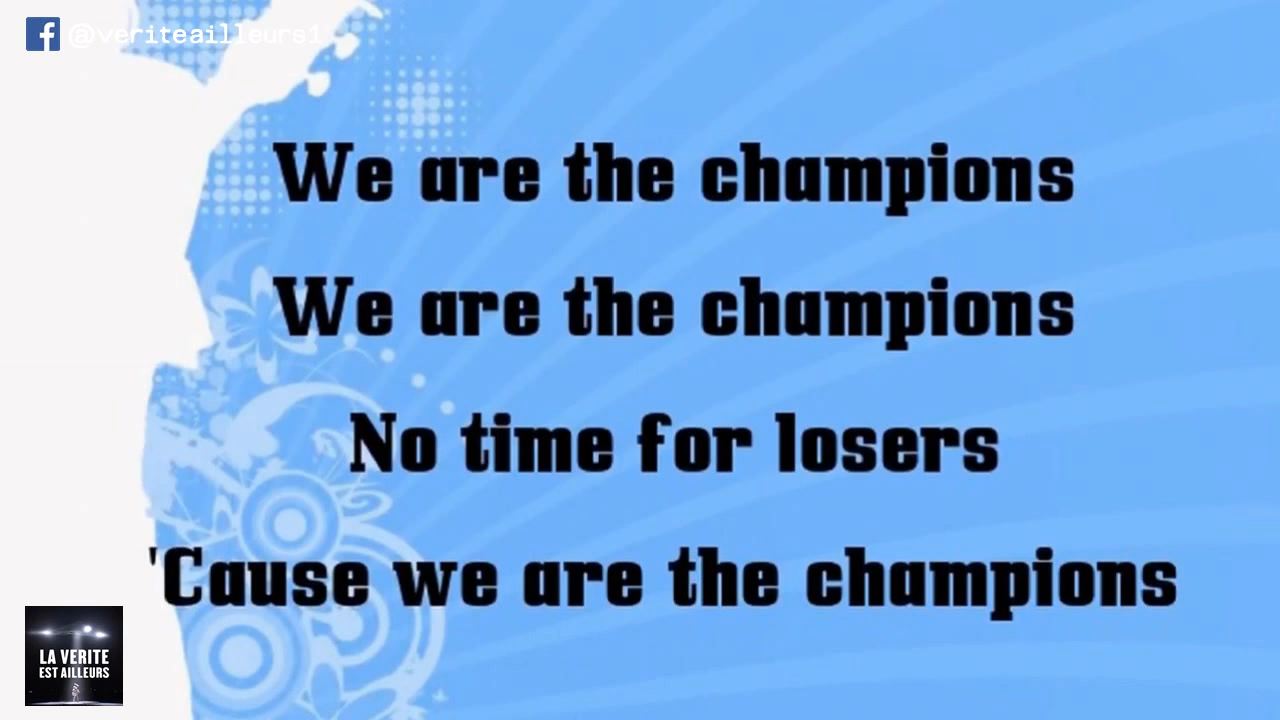 @veriteailleurs1
We are the champions
We are the champions
No time for losers
'Cause we are the champions
LA VERITE
EST AILLEURS